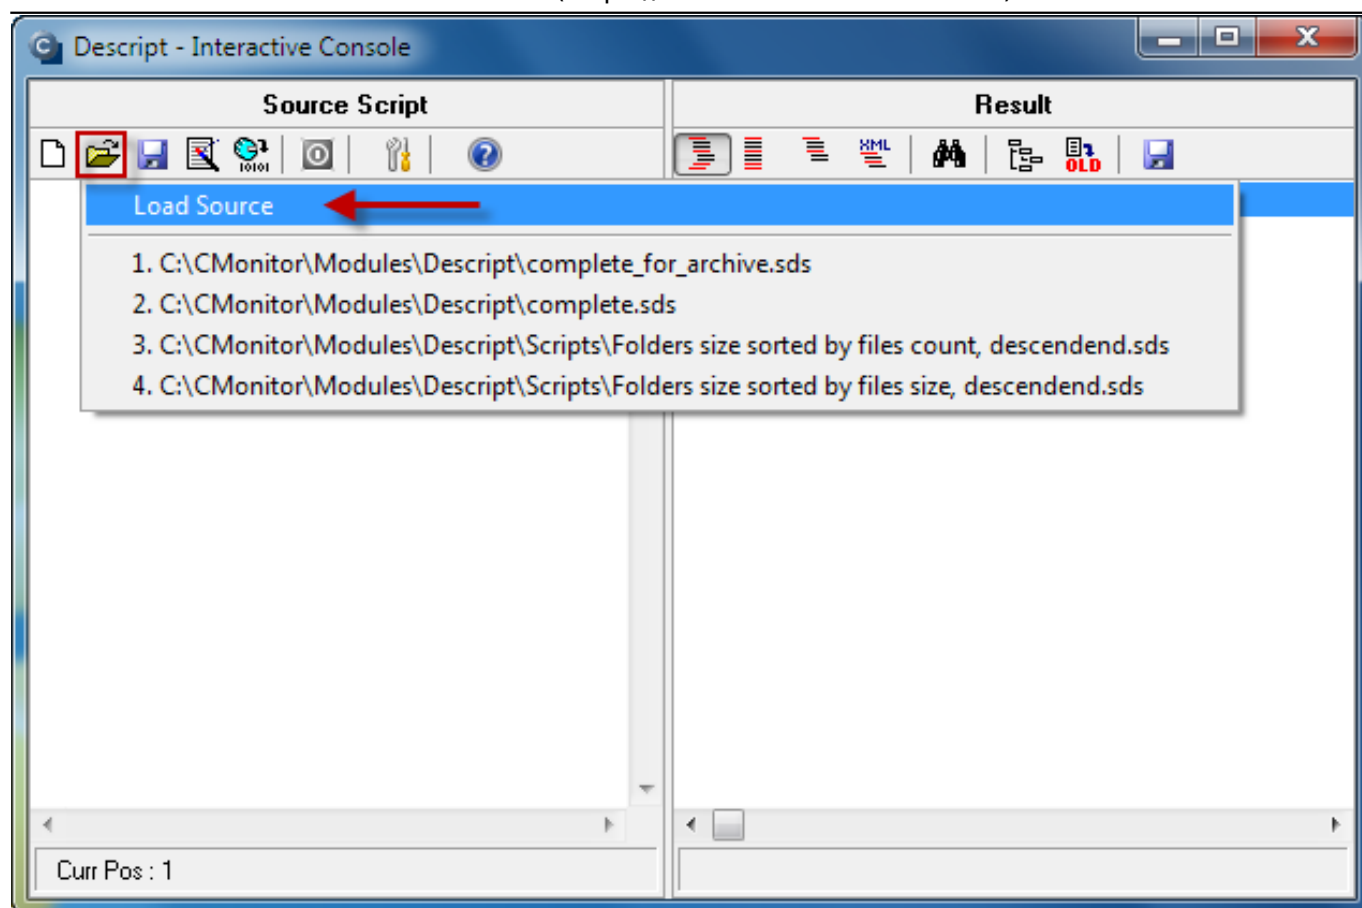 Descript - Interactive Console
Source Script
Result
XML
OLD
Load Source
1. C:\CMonitor\Modules\Descript\complete_for_archive.sds
2. C:\CMonitor\Modules\Descript\complete.sds
3. C:\CMonitor\Modules\Descript\Scripts\Folders size sorted by files count, descendend.sds
4. C:\CMonitor\Modules\Descript\Scripts\Folders size sorted by files size, descendend.sds
Curr Pos : 1